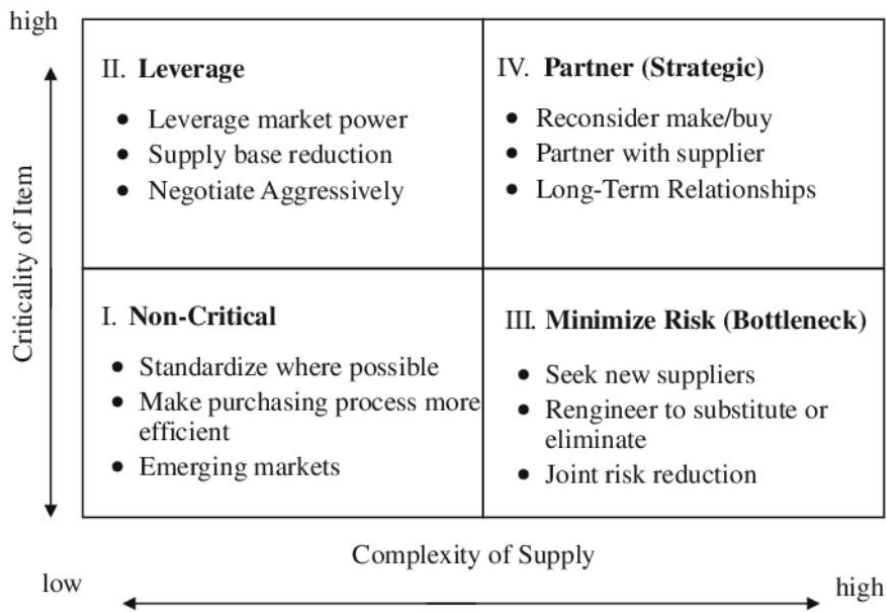 high
II. Leverage
• Leverage market power
• Supply base reduction
• Negotiate Aggressively
IV. Partner (Strategic)
• Reconsider make/buy
• Partner with supplier
• Long-Term Relationships
Criticality of Item
I. Non-Critical
• Standardize where possible
• Make purchasing process more
efficient
• Emerging markets
III. Minimize Risk (Bottleneck)
• Seek new suppliers
• Rengineer to substitute or
eliminate
• Joint risk reduction
Complexity of Supply
low
high